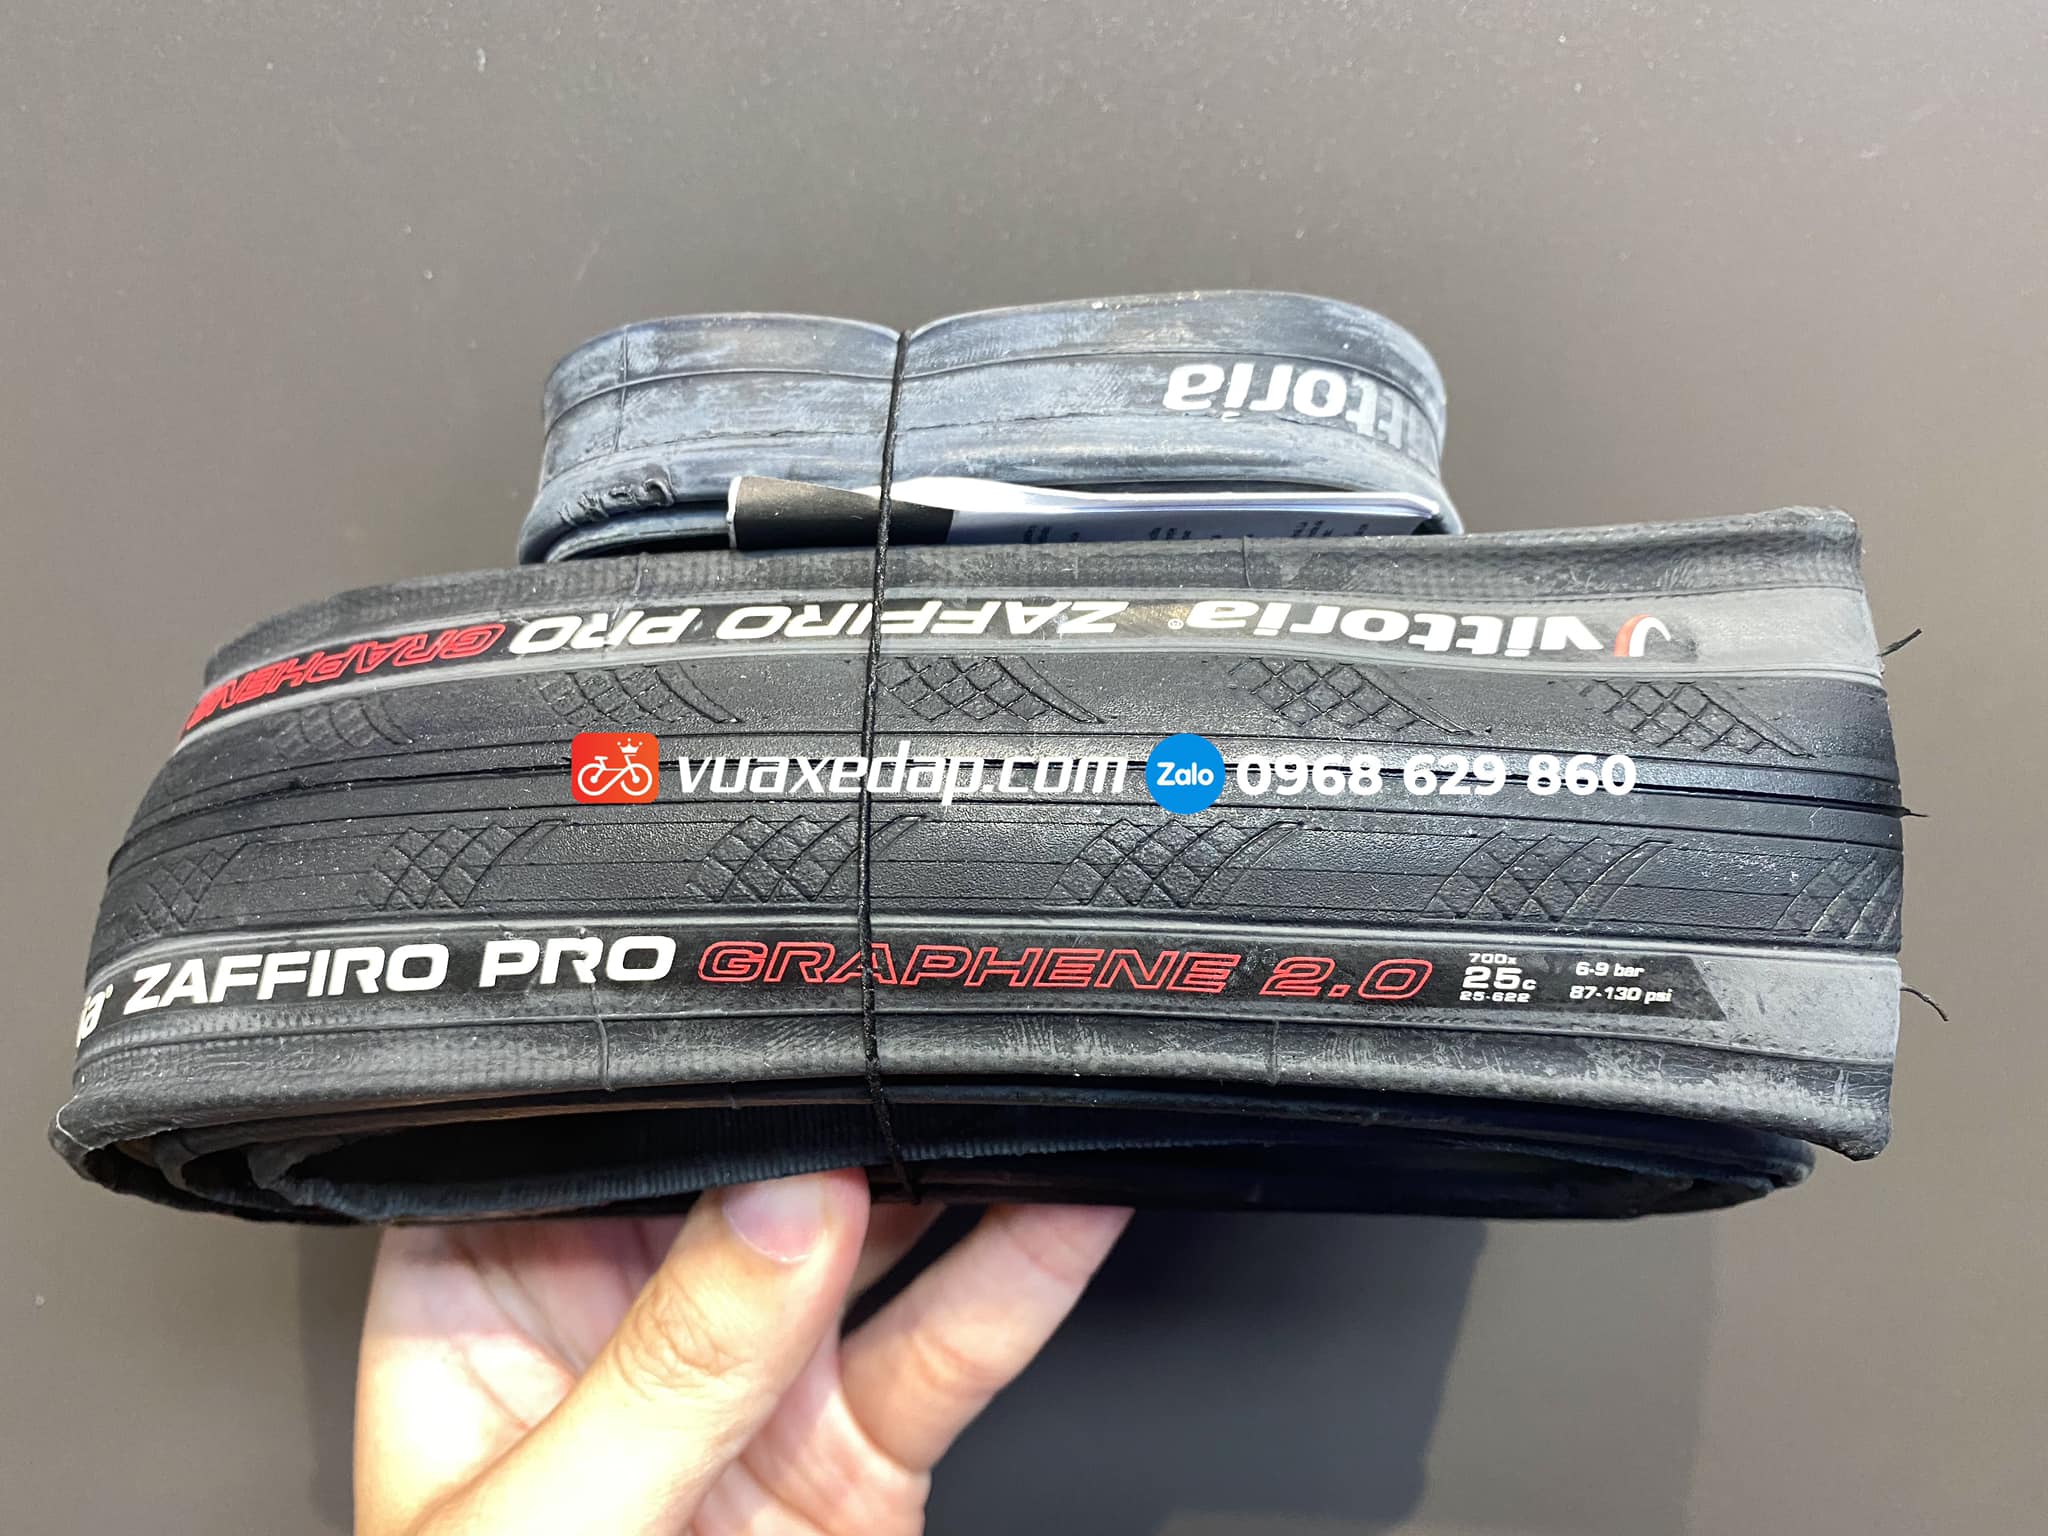 vittoria
vittoria® ZAFFIRO PRO GRAPHENE
vuaxedap.com Zalo 0968 629 860
ZAFFIRO PRO GRAPHENE 2.0 700x 25c 25-622 6-9 bar 87-130 psi